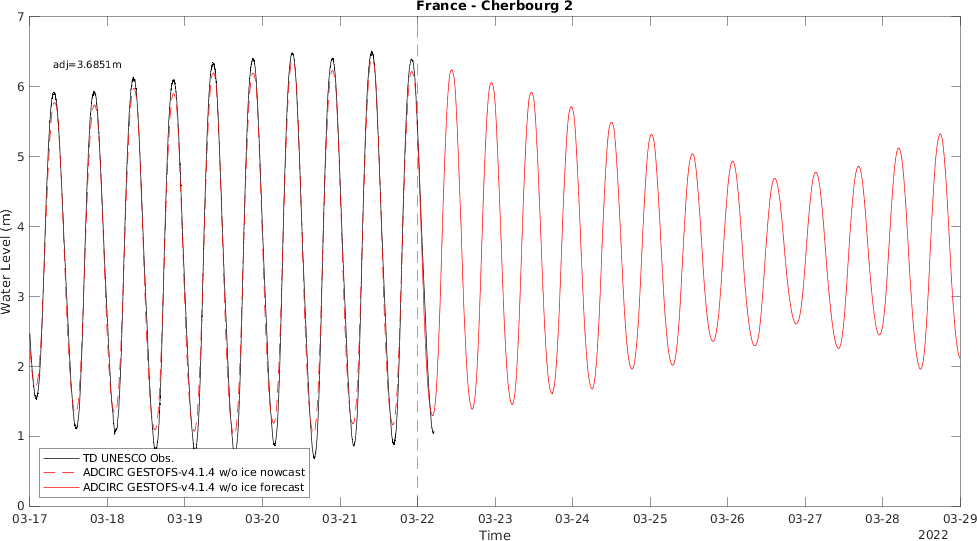 France - Cherbourg 2
adj=3.6851m
7
6
5
4
3
2
1
0
Water Level (m)
TD UNESCO Obs.
ADCIRC GESTOFS-v4.1.4 w/o ice nowcast
ADCIRC GESTOFS-v4.1.4 w/o ice forecast
03-17 03-18 03-19 03-20 03-21 03-22 03-23 03-24 03-25 03-26 03-27 03-28 03-29
Time
2022